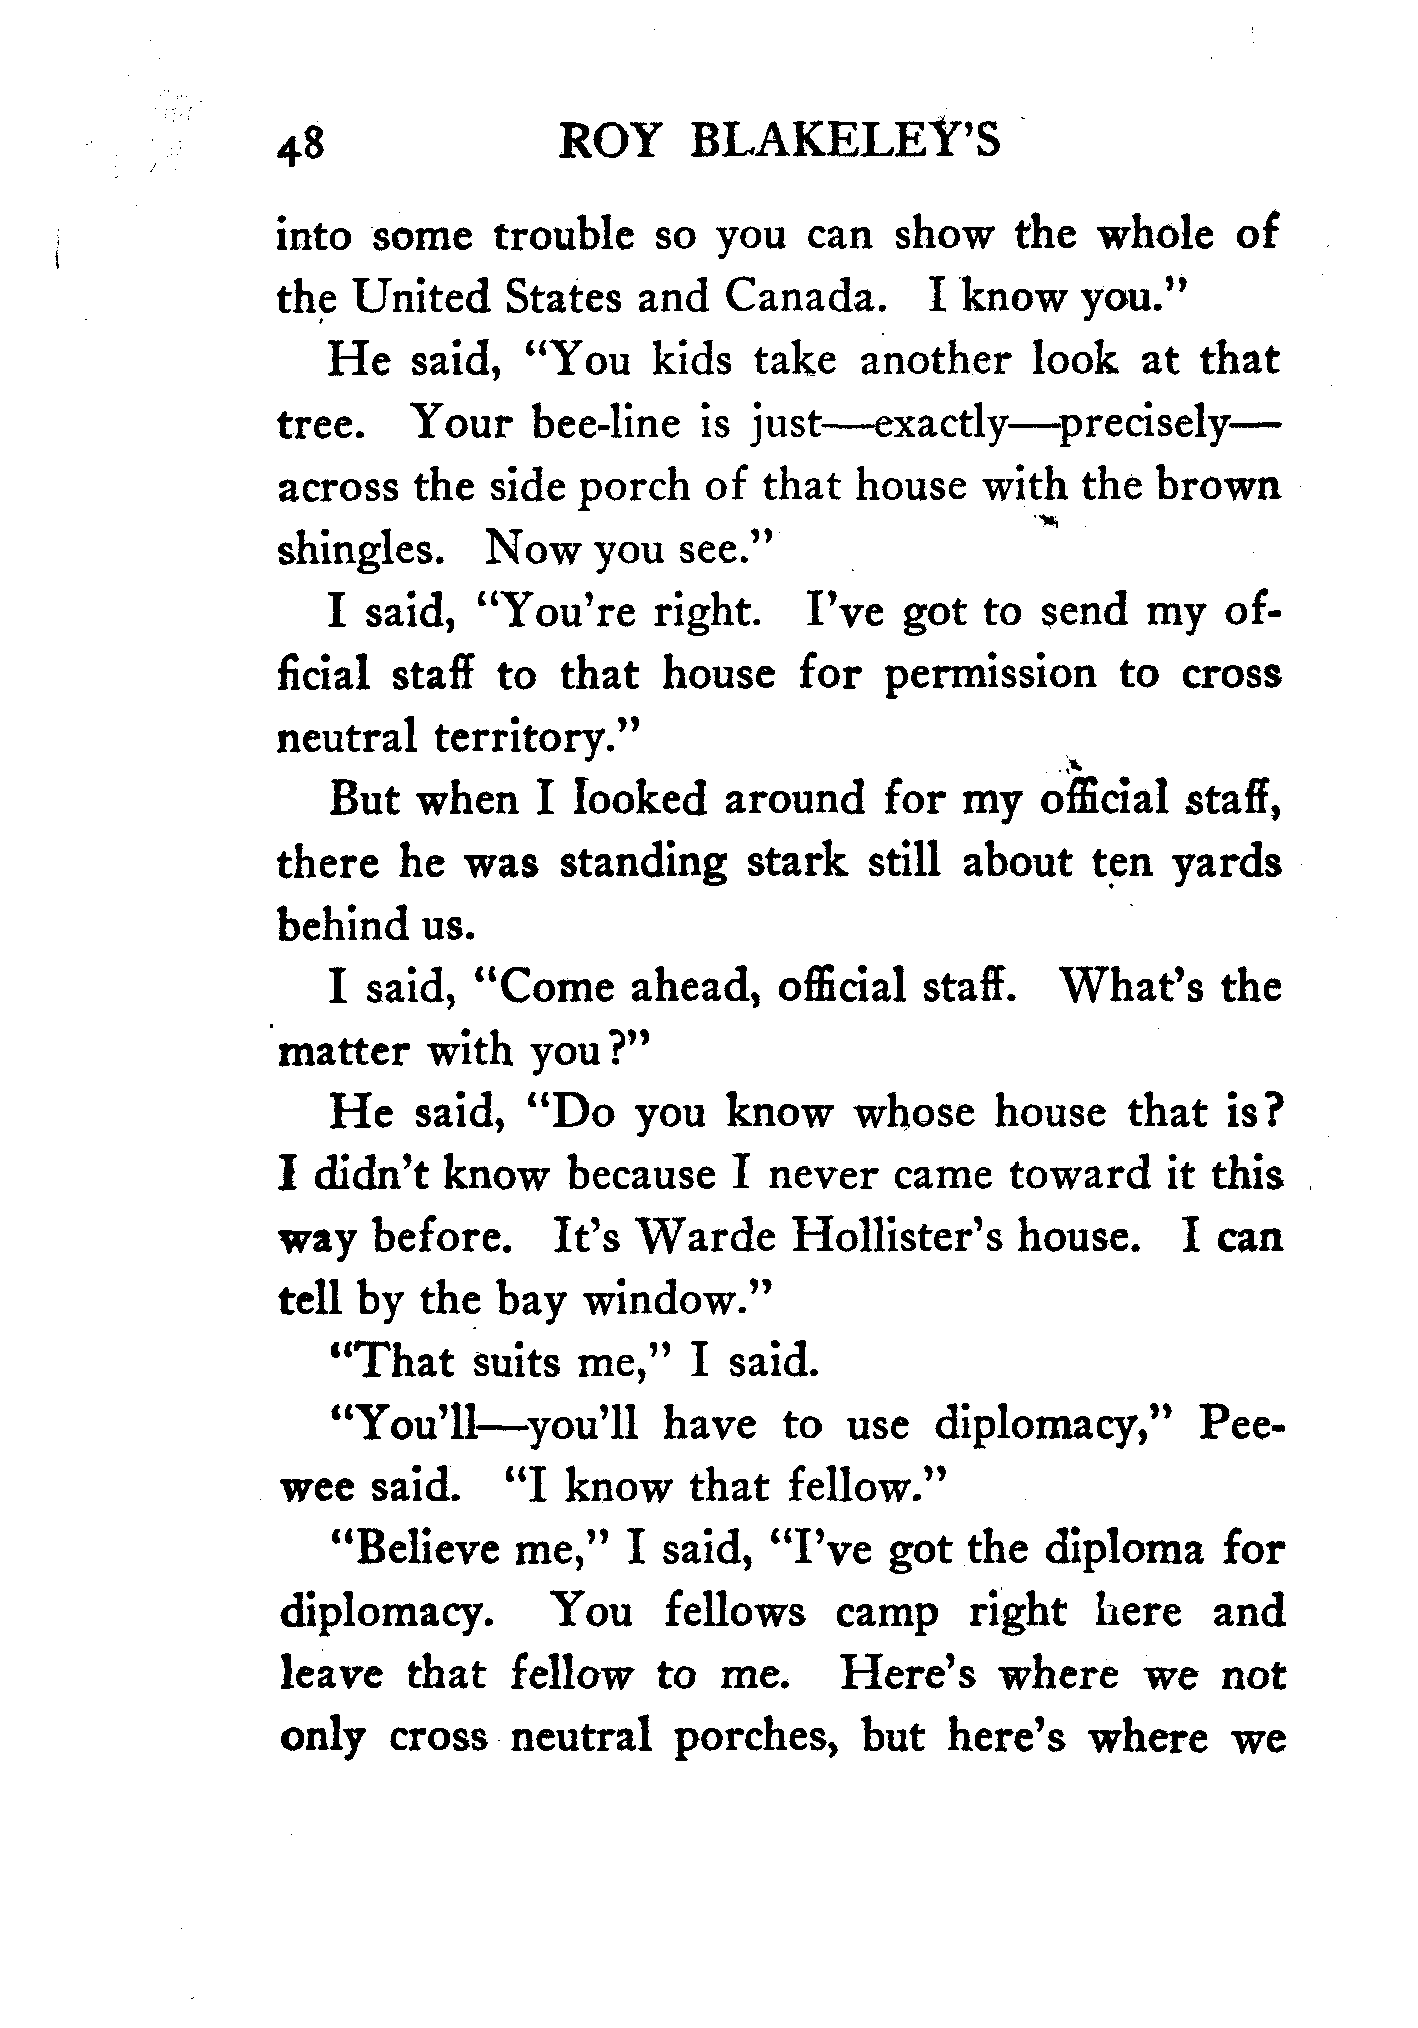 48 ROY BLAKELEY'S
into some trouble so you can show the whole of
the United States and Canada. I know you."
He said, "You kids take another look at that
tree. Your bee-line is just—exactly—precisely—
across the side porch of that house with the brown
shingles. Now you see."
I said, "You're right. I've got to send my of-
ficial staff to that house for permission to cross
neutral territory."
But when I looked around for my official staff,
there he was standing stark still about ten yards
behind us.
I said, "Come ahead, official staff. What's the
matter with you?"
He said, "Do you know whose house that is?
I didn't know because I never came toward it this
way before. It's Warde Hollister's house. I can
tell by the bay window."
"That suits me," I said.
"You'll—you'll have to use diplomacy," Pee-
wee said. "I know that fellow."
"Believe me," I said, "I've got the diploma for
diplomacy. You fellows camp right here and
leave that fellow to me. Here's where we not
only cross neutral porches, but here's where we